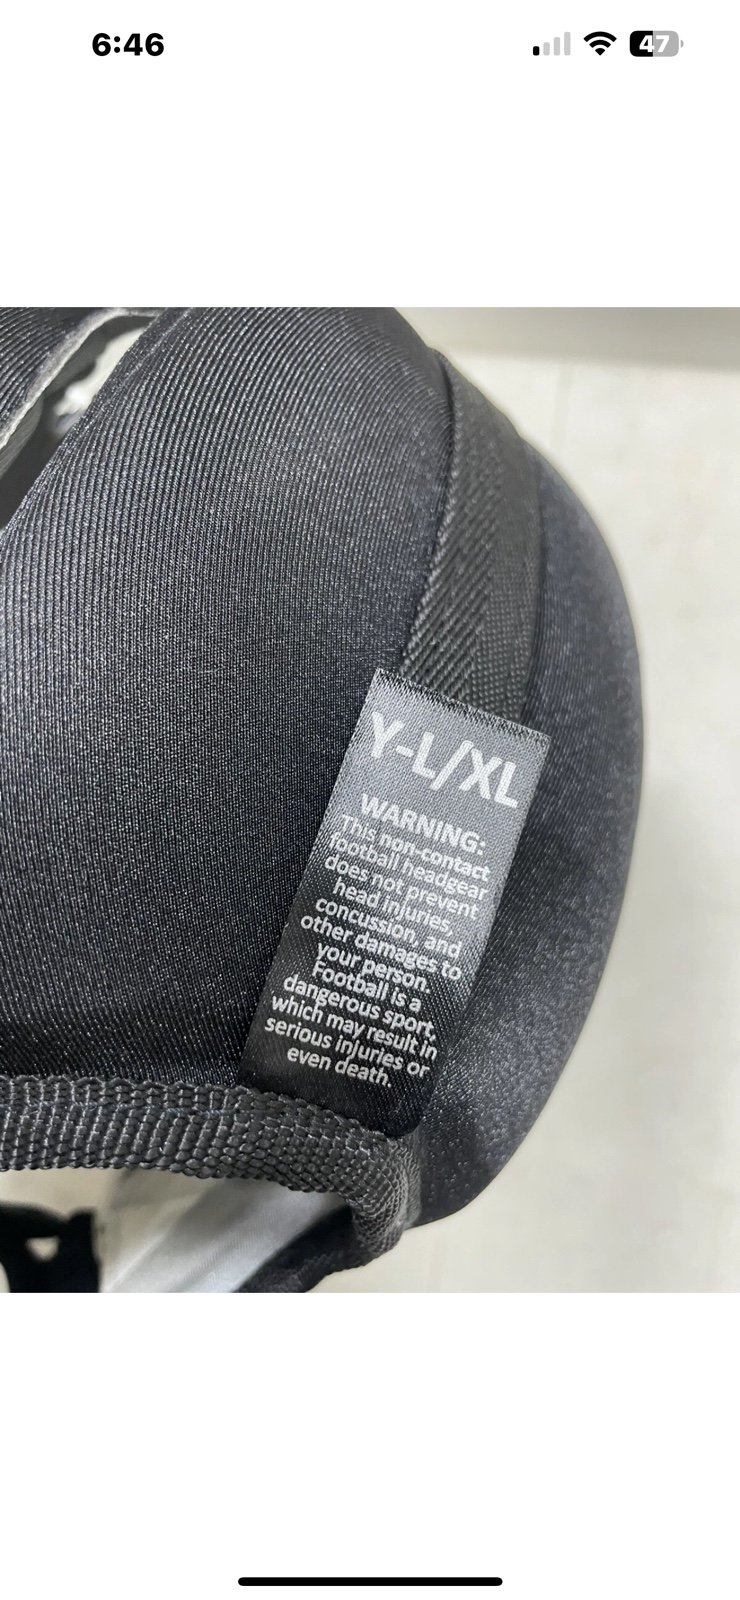 6:46
47
Y-L/XL
WARNING:
This non-contact
football headgear
does not prevent
head injuries,
concussion, and
other damages to
your person.
Football is a
dangerous sport,
which may result in
serious injuries or
even death.